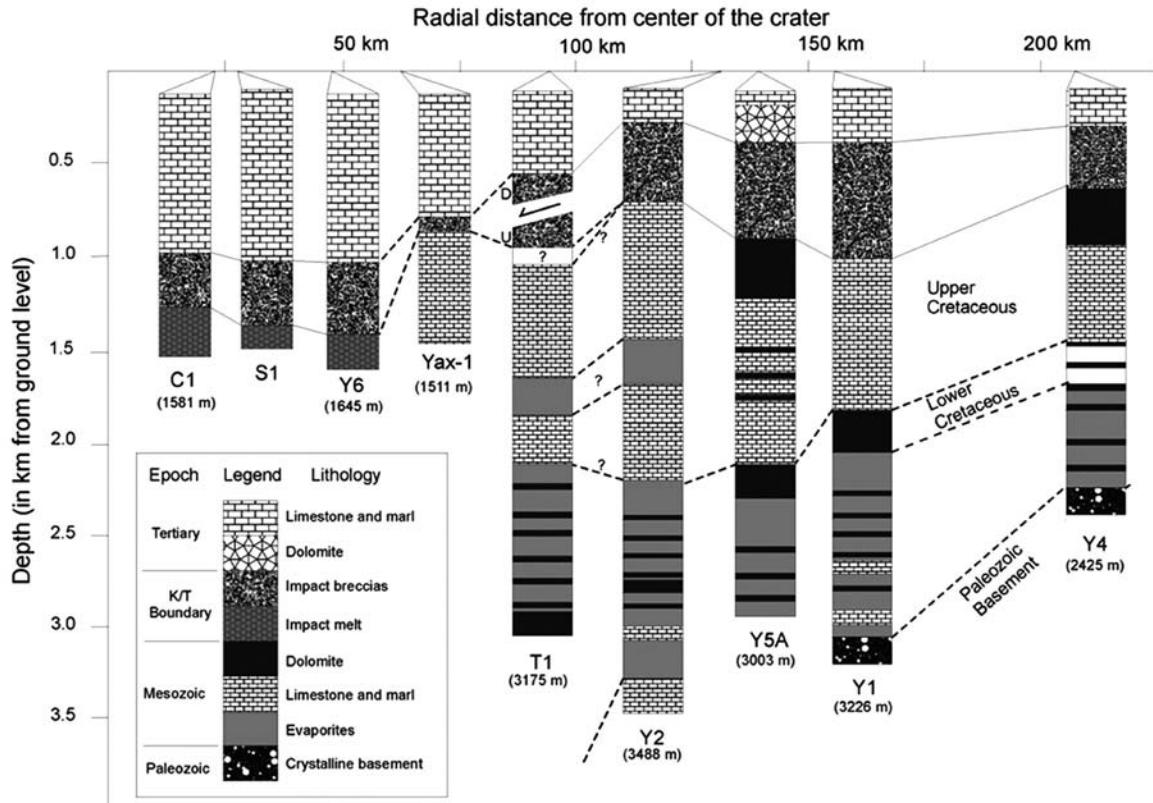 Radial distance from center of the crater
50 km
100 km
150 km
200 km
Depth (in km from ground level)
0.5
1.0
1.5
2.0
2.5
3.0
3.5
C1
(1581 m)
S1
Y6
(1645 m)
Yax-1
(1511 m)
D
U
?
?
?
?
T1
(3175 m)
Y2
(3488 m)
Y5A
(3003 m)
Y1
(3226 m)
Y4
(2425 m)
Upper
Cretaceous
Lower
Cretaceous
Paleozoic
Basement
Epoch Legend Lithology
Tertiary
Limestone and marl
Dolomite
K/T
Boundary
Impact breccias
Impact melt
Mesozoic
Dolomite
Limestone and marl
Evaporites
Paleozoic
Crystalline basement